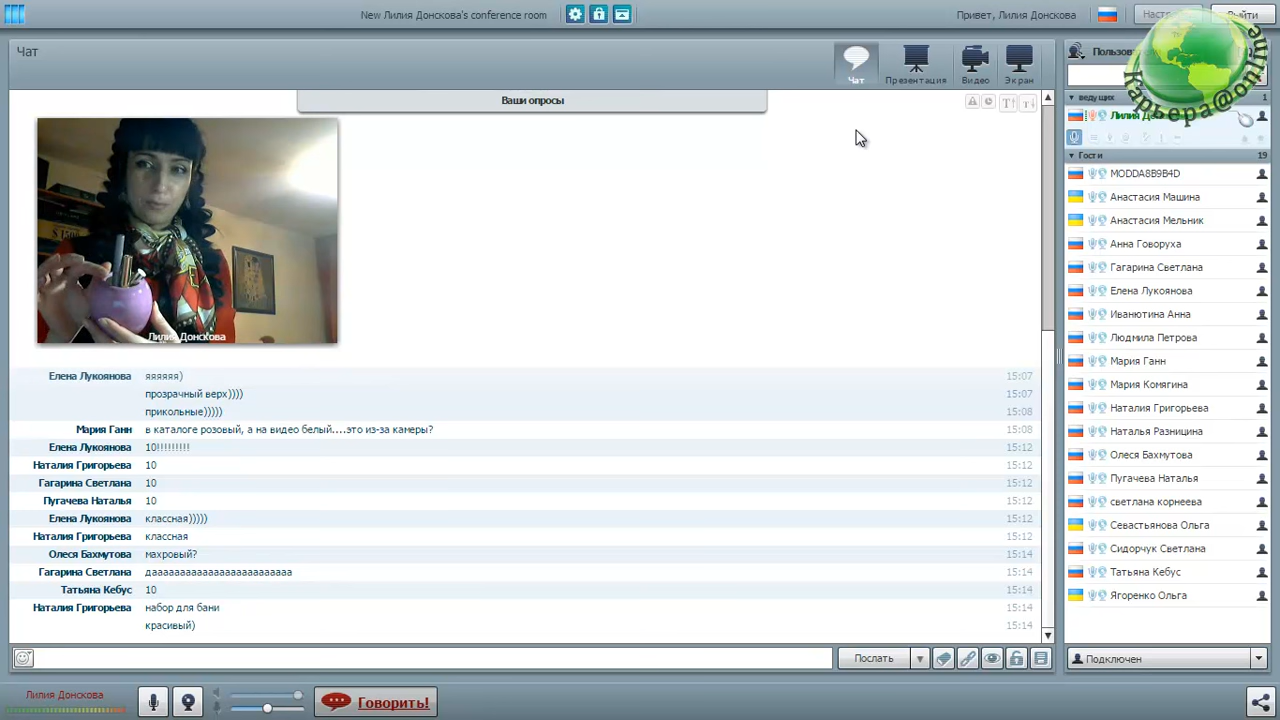 New Лилия Донскова's conference room
Привет, Лилия Донскова
Выйти
Чат
Чат
Презентация
Видео
Экран
Карьера@online
Ваши опросы
ведущих 1
Гости 19
MODDA8B9B4D
Анастасия Машина
Анастасия Мельник
Анна Говоруха
Гагарина Светлана
Елена Лукоянова
Иванютина Анна
Людмила Петрова
Мария Ганн
Мария Комягина
Наталия Григорьева
Наталья Разницина
Олеся Бахмутова
Пугачева Наталья
светлана корнеева
Севастьянова Ольга
Сидорчук Светлана
Татьяна Кебус
Ягоренко Ольга
Лилия Донскова
Елена Лукоянова яяяяяя) 15:07
прозрачный верх)))) 15:07
прикольные))))) 15:08
Мария Ганн в каталоге розовый, а на видео белый....это из-за камеры? 15:08
Елена Лукоянова 10!!!!!!!!! 15:12
Наталия Григорьева 10 15:12
Гагарина Светлана 10 15:12
Пугачева Наталья 10 15:12
Елена Лукоянова классная))))) 15:12
Наталия Григорьева классная 15:12
Олеся Бахмутова махровый? 15:14
Гагарина Светлана даааааааааааааааааааааааа 15:14
Татьяна Кебус 10 15:14
Наталия Григорьева набор для бани 15:14
красивый) 15:14
Послать
Подключен
Лилия Донскова
Говорить!